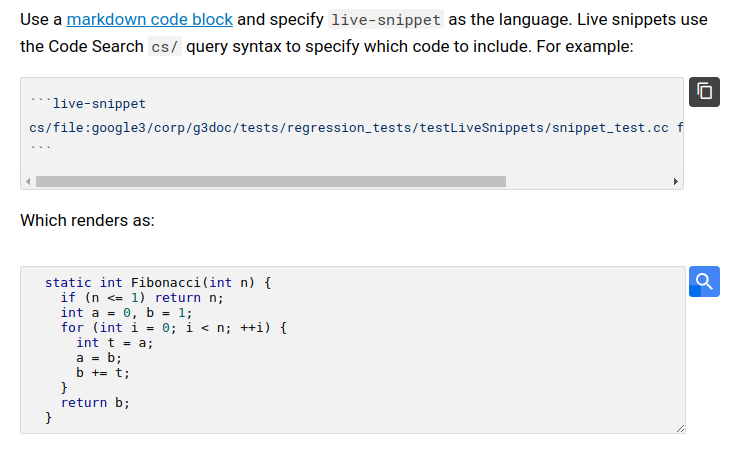 Use a markdown code block and specify live-snippet as the language. Live snippets use
the Code Search cs/ query syntax to specify which code to include. For example:
```live-snippet
cs/file:google3/corp/g3doc/tests/regression_tests/testLiveSnippets/snippet_test.cc f
```
Which renders as:
static int Fibonacci(int n) {
  if (n <= 1) return n;
  int a = 0, b = 1;
  for (int i = 0; i < n; ++i) {
    int t = a;
    a = b;
    b += t;
  }
  return b;
}